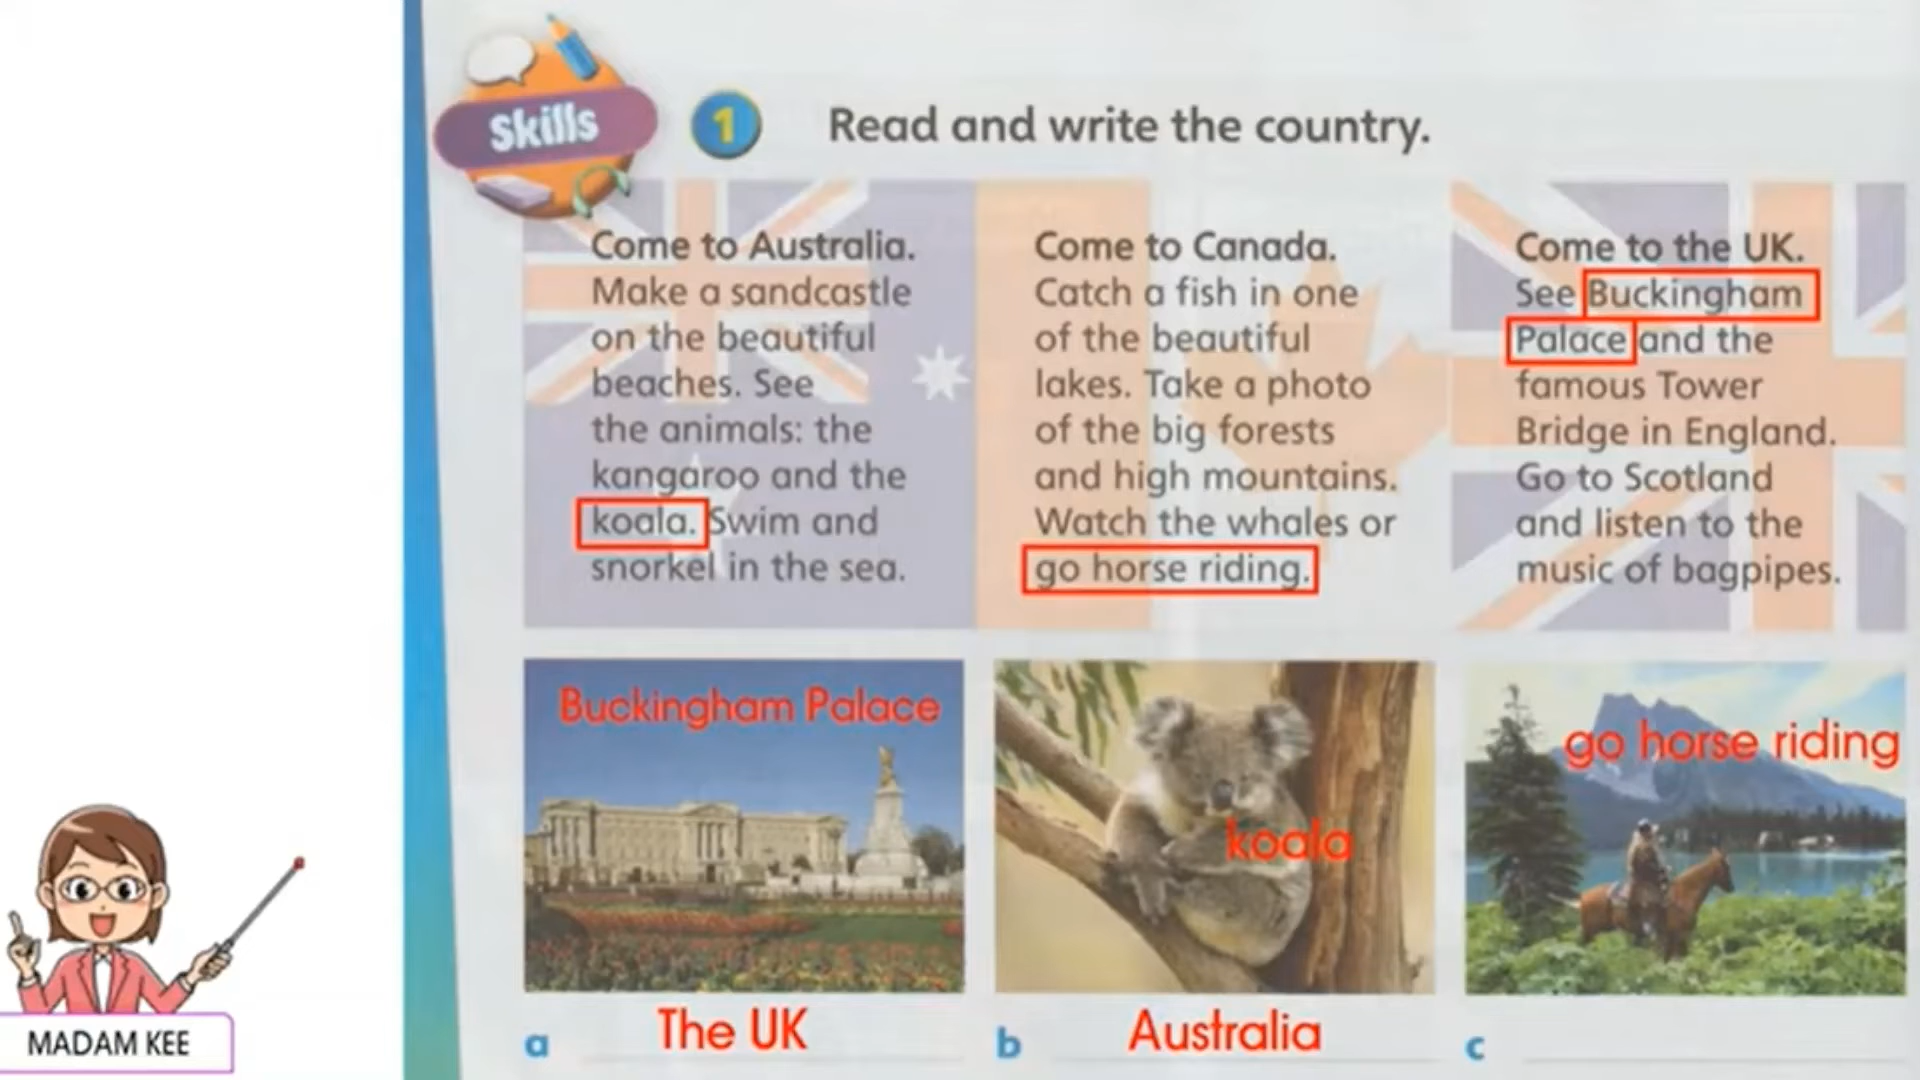 Skills
1
Read and write the country.
Come to Australia.
Make a sandcastle
on the beautiful
beaches. See
the animals: the
kangaroo and the
koala. Swim and
snorkel in the sea.
Come to Canada.
Catch a fish in one
of the beautiful
lakes. Take a photo
of the big forests
and high mountains.
Watch the whales or
go horse riding.
Come to the UK.
See Buckingham
Palace and the
famous Tower
Bridge in England.
Go to Scotland
and listen to the
music of bagpipes.
Buckingham Palace
koala
go horse riding
a The UK
b Australia
c
MADAM KEE